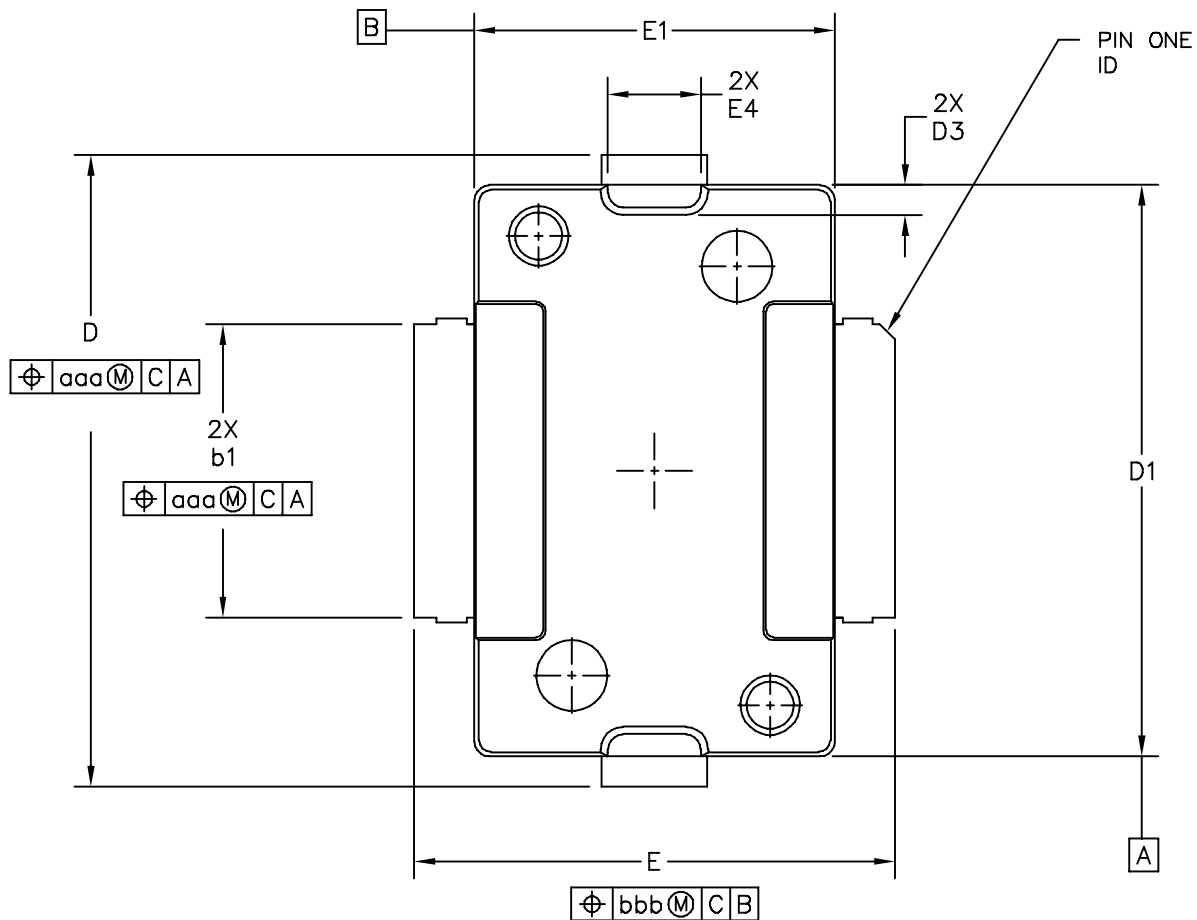 B
E1
PIN ONE
ID
2X
E4
2X
D3
D
⌖ aaa Ⓜ C A
2X
b1
⌖ aaa Ⓜ C A
D1
E
⌖ bbb Ⓜ C B
A